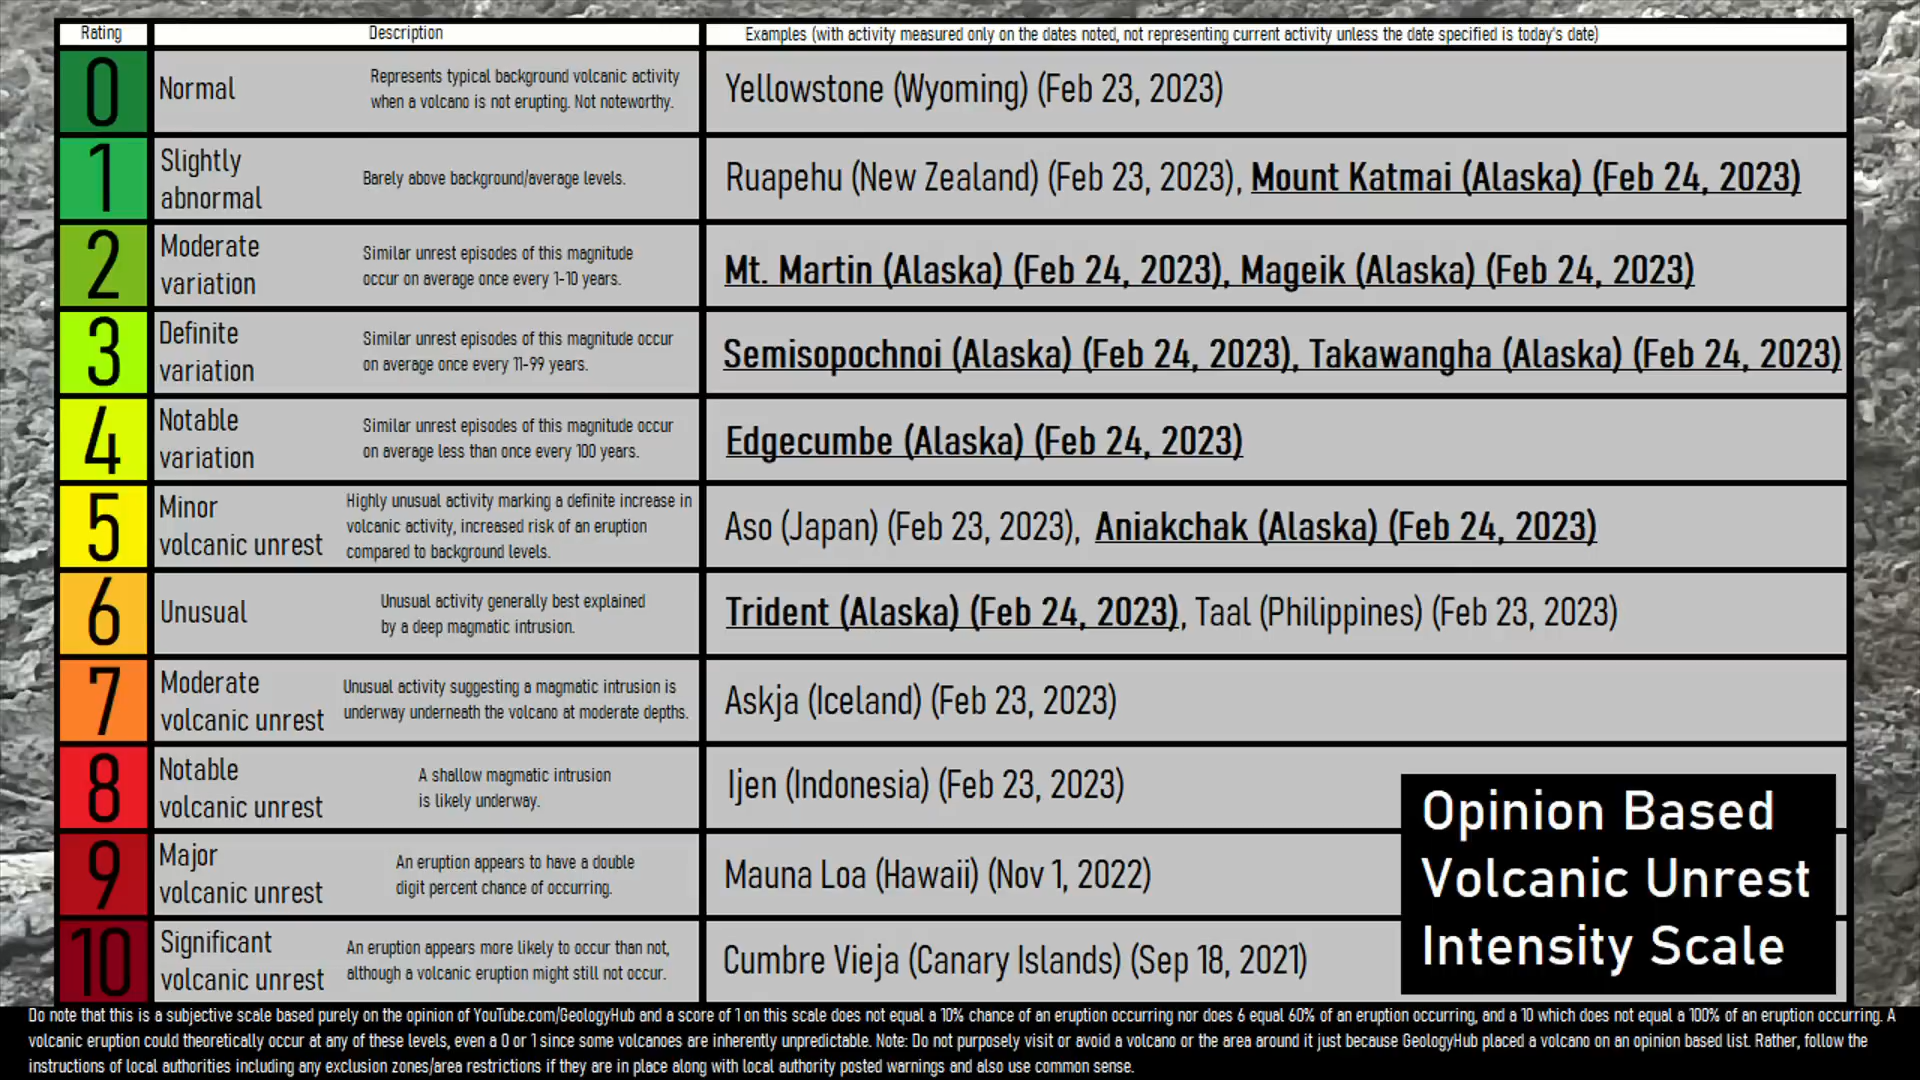 Rating Description Examples (with activity measured only on the dates noted, not representing current activity unless the date specified is today's date)
0
Normal
Represents typical background volcanic activity
when a volcano is not erupting. Not noteworthy.
Yellowstone (Wyoming) (Feb 23, 2023)
1
Slightly
abnormal
Barely above background/average levels.
Ruapehu (New Zealand) (Feb 23, 2023), Mount Katmai (Alaska) (Feb 24, 2023)
2
Moderate
variation
Similar unrest episodes of this magnitude
occur on average once every 1-10 years.
Mt. Martin (Alaska) (Feb 24, 2023), Mageik (Alaska) (Feb 24, 2023)
3
Definite
variation
Similar unrest episodes of this magnitude occur
on average once every 11-99 years.
Semisopochnoi (Alaska) (Feb 24, 2023), Takawangha (Alaska) (Feb 24, 2023)
4
Notable
variation
Similar unrest episodes of this magnitude occur
on average less than once every 100 years.
Edgecumbe (Alaska) (Feb 24, 2023)
5
Minor
volcanic unrest
Highly unusual activity marking a definite increase in
volcanic activity, increased risk of an eruption
compared to background levels.
Aso (Japan) (Feb 23, 2023), Aniakchak (Alaska) (Feb 24, 2023)
6
Unusual
Unusual activity generally best explained
by a deep magmatic intrusion.
Trident (Alaska) (Feb 24, 2023), Taal (Philippines) (Feb 23, 2023)
7
Moderate
volcanic unrest
Unusual activity suggesting a magmatic intrusion is
underway underneath the volcano at moderate depths.
Askja (Iceland) (Feb 23, 2023)
8
Notable
volcanic unrest
A shallow magmatic intrusion
is likely underway.
Ijen (Indonesia) (Feb 23, 2023)
9
Major
volcanic unrest
An eruption appears to have a double
digit percent chance of occurring.
Mauna Loa (Hawaii) (Nov 1, 2022)
10
Significant
volcanic unrest
An eruption appears more likely to occur than not,
although a volcanic eruption might still not occur.
Cumbre Vieja (Canary Islands) (Sep 18, 2021)
Opinion Based
Volcanic Unrest
Intensity Scale
Do note that this is a subjective scale based purely on the opinion of YouTube.com/GeologyHub and a score of 1 on this scale does not equal a 10% chance of an eruption occurring nor does 6 equal 60% of an eruption occurring, and a 10 which does not equal a 100% of an eruption occurring. A
volcanic eruption could theoretically occur at any of these levels, even a 0 or 1 since some volcanoes are inherently unpredictable. Note: Do not purposely visit or avoid a volcano or the area around it just because GeologyHub placed a volcano on an opinion based list. Rather, follow the
instructions of local authorities including any exclusion zones/area restrictions if they are in place along with local authority posted warnings and also use common sense.